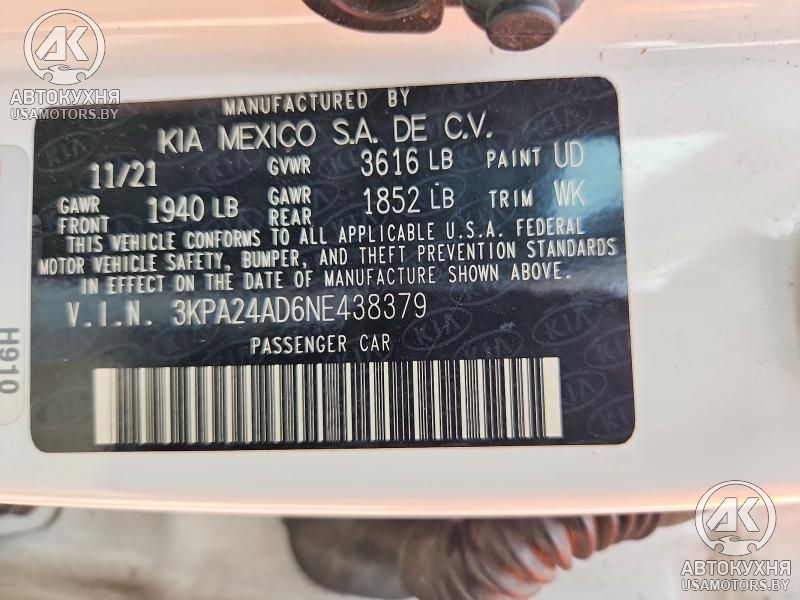 AK
АВТОКУХНЯ
USAMOTORS.BY
MANUFACTURED BY
KIA MEXICO S.A. DE C.V.
11/21 GVWR 3616 LB PAINT UD
GAWR FRONT 1940 LB GAWR REAR 1852 LB TRIM WK
THIS VEHICLE CONFORMS TO ALL APPLICABLE U.S.A. FEDERAL
MOTOR VEHICLE SAFETY, BUMPER, AND THEFT PREVENTION STANDARDS
IN EFFECT ON THE DATE OF MANUFACTURE SHOWN ABOVE.
V.I.N. 3KPA24AD6NE438379
PASSENGER CAR
H910
AK
АВТОКУХНЯ
USAMOTORS.BY